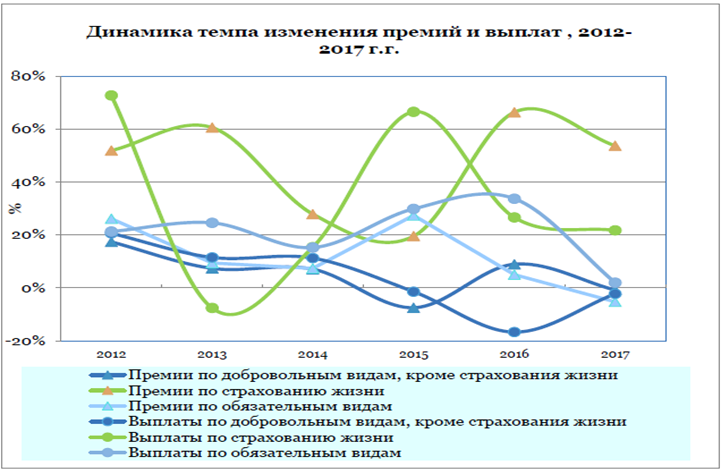 Динамика темпа изменения премий и выплат , 2012-
2017 г.г.
80%
60%
40%
20%
0%
-20%
%
2012 2013 2014 2015 2016 2017
Премии по добровольным видам, кроме страхования жизни
Премии по страхованию жизни
Премии по обязательным видам
Выплаты по добровольным видам, кроме страхования жизни
Выплаты по страхованию жизни
Выплаты по обязательным видам